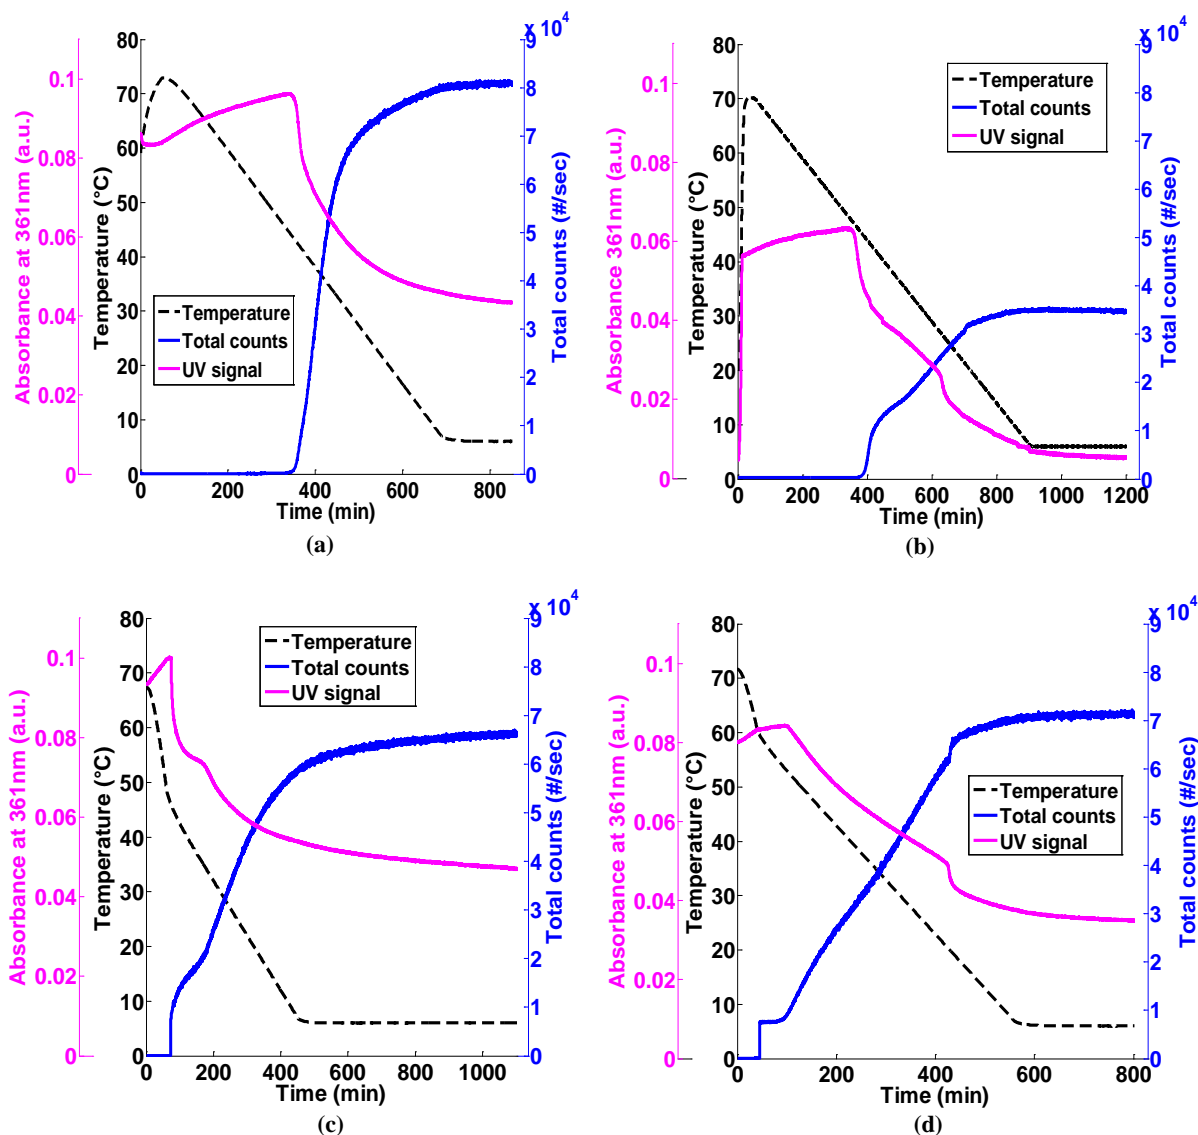 x 10⁴
80
70
60
50
40
30
20
10
0
0.1
0.08
0.06
0.04
0.02
0
9
8
7
6
5
4
3
2
1
0
Absorbance at 361nm (a.u.)
Temperature (°C)
Total counts (#/sec)
Temperature
Total counts
UV signal
0 200 400 600 800
Time (min)
(a)
x 10⁴
80
70
60
50
40
30
20
10
0
0.1
0.08
0.06
0.04
0.02
0
9
8
7
6
5
4
3
2
1
0
Absorbance 361nm (a.u.)
Temperature (°C)
Total counts (#/sec)
Temperature
Total counts
UV signal
0 200 400 600 800 1000 1200
Time (min)
(b)
x 10⁴
80
70
60
50
40
30
20
10
0
0.1
0.08
0.06
0.04
0.02
0
9
8
7
6
5
4
3
2
1
0
Absorbance at 361nm (a.u.)
Temperature (°C)
Total counts (#/sec)
Temperature
Total counts
UV signal
0 200 400 600 800 1000
Time (min)
(c)
x 10⁴
80
70
60
50
40
30
20
10
0
0.1
0.08
0.06
0.04
0.02
0
9
8
7
6
5
4
3
2
1
0
Absorbance at 361nm (a.u.)
Temperature (°C)
Total counts (#/sec)
Temperature
Total counts
UV signal
0 200 400 600 800
Time (min)
(d)